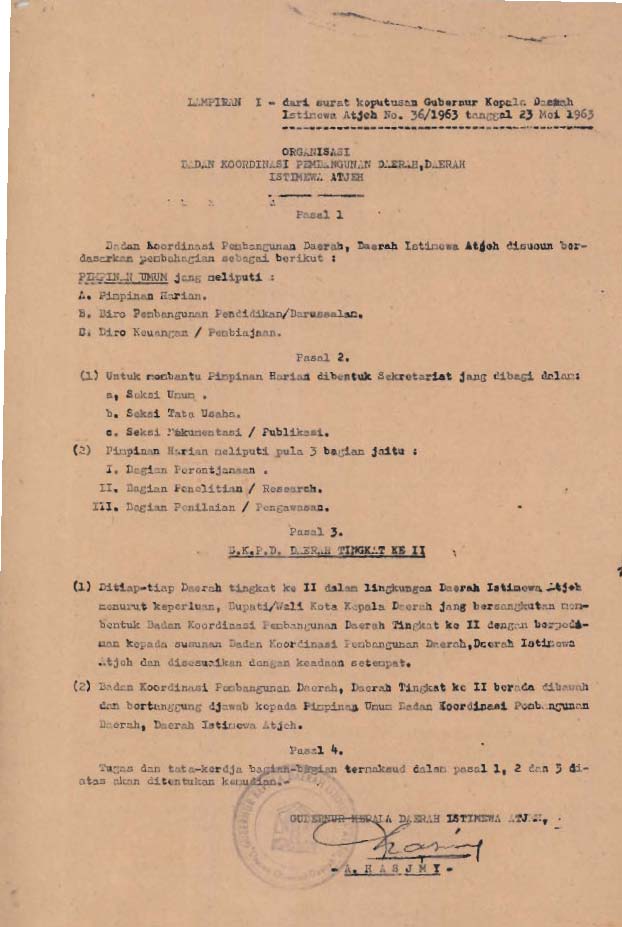 LAMPIRAN I - dari surat keputusan Gubernur Kepala Daerah
Istimewa Atjeh No. 36/1963 tanggal 23 Mei 1963
ORGANISASI
BADAN KOORDINASI PEMBANGUNAN DAERAH,DAERAH
ISTIMEWA ATJEH
Pasal 1
Badan Koordinasi Pembangunan Daerah, Daerah Istimewa Atjeh disusun ber-
dasarkan pembahagian sebagai berikut :
PIMPINAN UMUM jang meliputi :
A. Pimpinan Harian.
B. Biro Pembangunan Pendidikan/Darussalam.
C. Biro Keuangan / Pembiajaan.
Pasal 2.
(1) Untuk membantu Pimpinan Harian dibentuk Sekretariat jang dibagi dalam:
a, Seksi Umum .
b. Seksi Tata Usaha.
c. Seksi Dokumentasi / Publikasi.
(2) Pimpinan Harian meliputi pula 3 bagian jaitu :
I. Bagian Perentjanaan .
II. Bagian Penelitian / Research.
III. Bagian Penilaian / Pengawasan.
Pasal 3.
B.K.P.D. DAERAH TINGKAT KE II
(1) Ditiap-tiap Daerah tingkat ke II dalam lingkungan Daerah Istimewa Atjeh
menurut keperluan, Bupati/Wali Kota Kepala Daerah jang bersangkutan mem-
bentuk Badan Koordinasi Pembangunan Daerah Tingkat ke II dengan berpedo-
man kepada susunan Badan Koordinasi Pembangunan Daerah,Daerah Istimewa
Atjeh dan disesuaikan dengan keadaan setempat.
(2) Badan Koordinasi Pembangunan Daerah, Daerah Tingkat ke II berada dibawah
dan bertanggung djawab kepada Pimpinan Umum Badan Koordinasi Pembangunan
Daerah, Daerah Istimewa Atjeh.
Pasal 4.
Tugas dan tata-kerdja bagian-bagian termaksud dalam pasal 1, 2 dan 3 di-
atas akan ditentukan kemudian.-
GUBERNUR KEPALA DAERAH ISTIMEWA ATJEH,
- A. HASJMY -